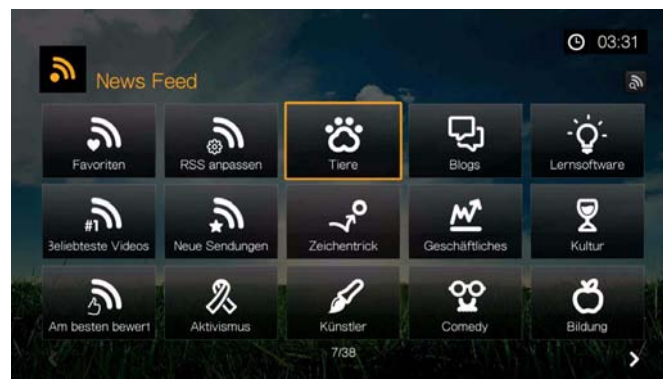 03:31
News Feed
Favoriten
RSS anpassen
Tiere
Blogs
Lernsoftware
#1
Beliebteste Videos
Neue Sendungen
Zeichentrick
Geschäftliches
Kultur
Am besten bewert
Aktivismus
Künstler
Comedy
Bildung
7/38